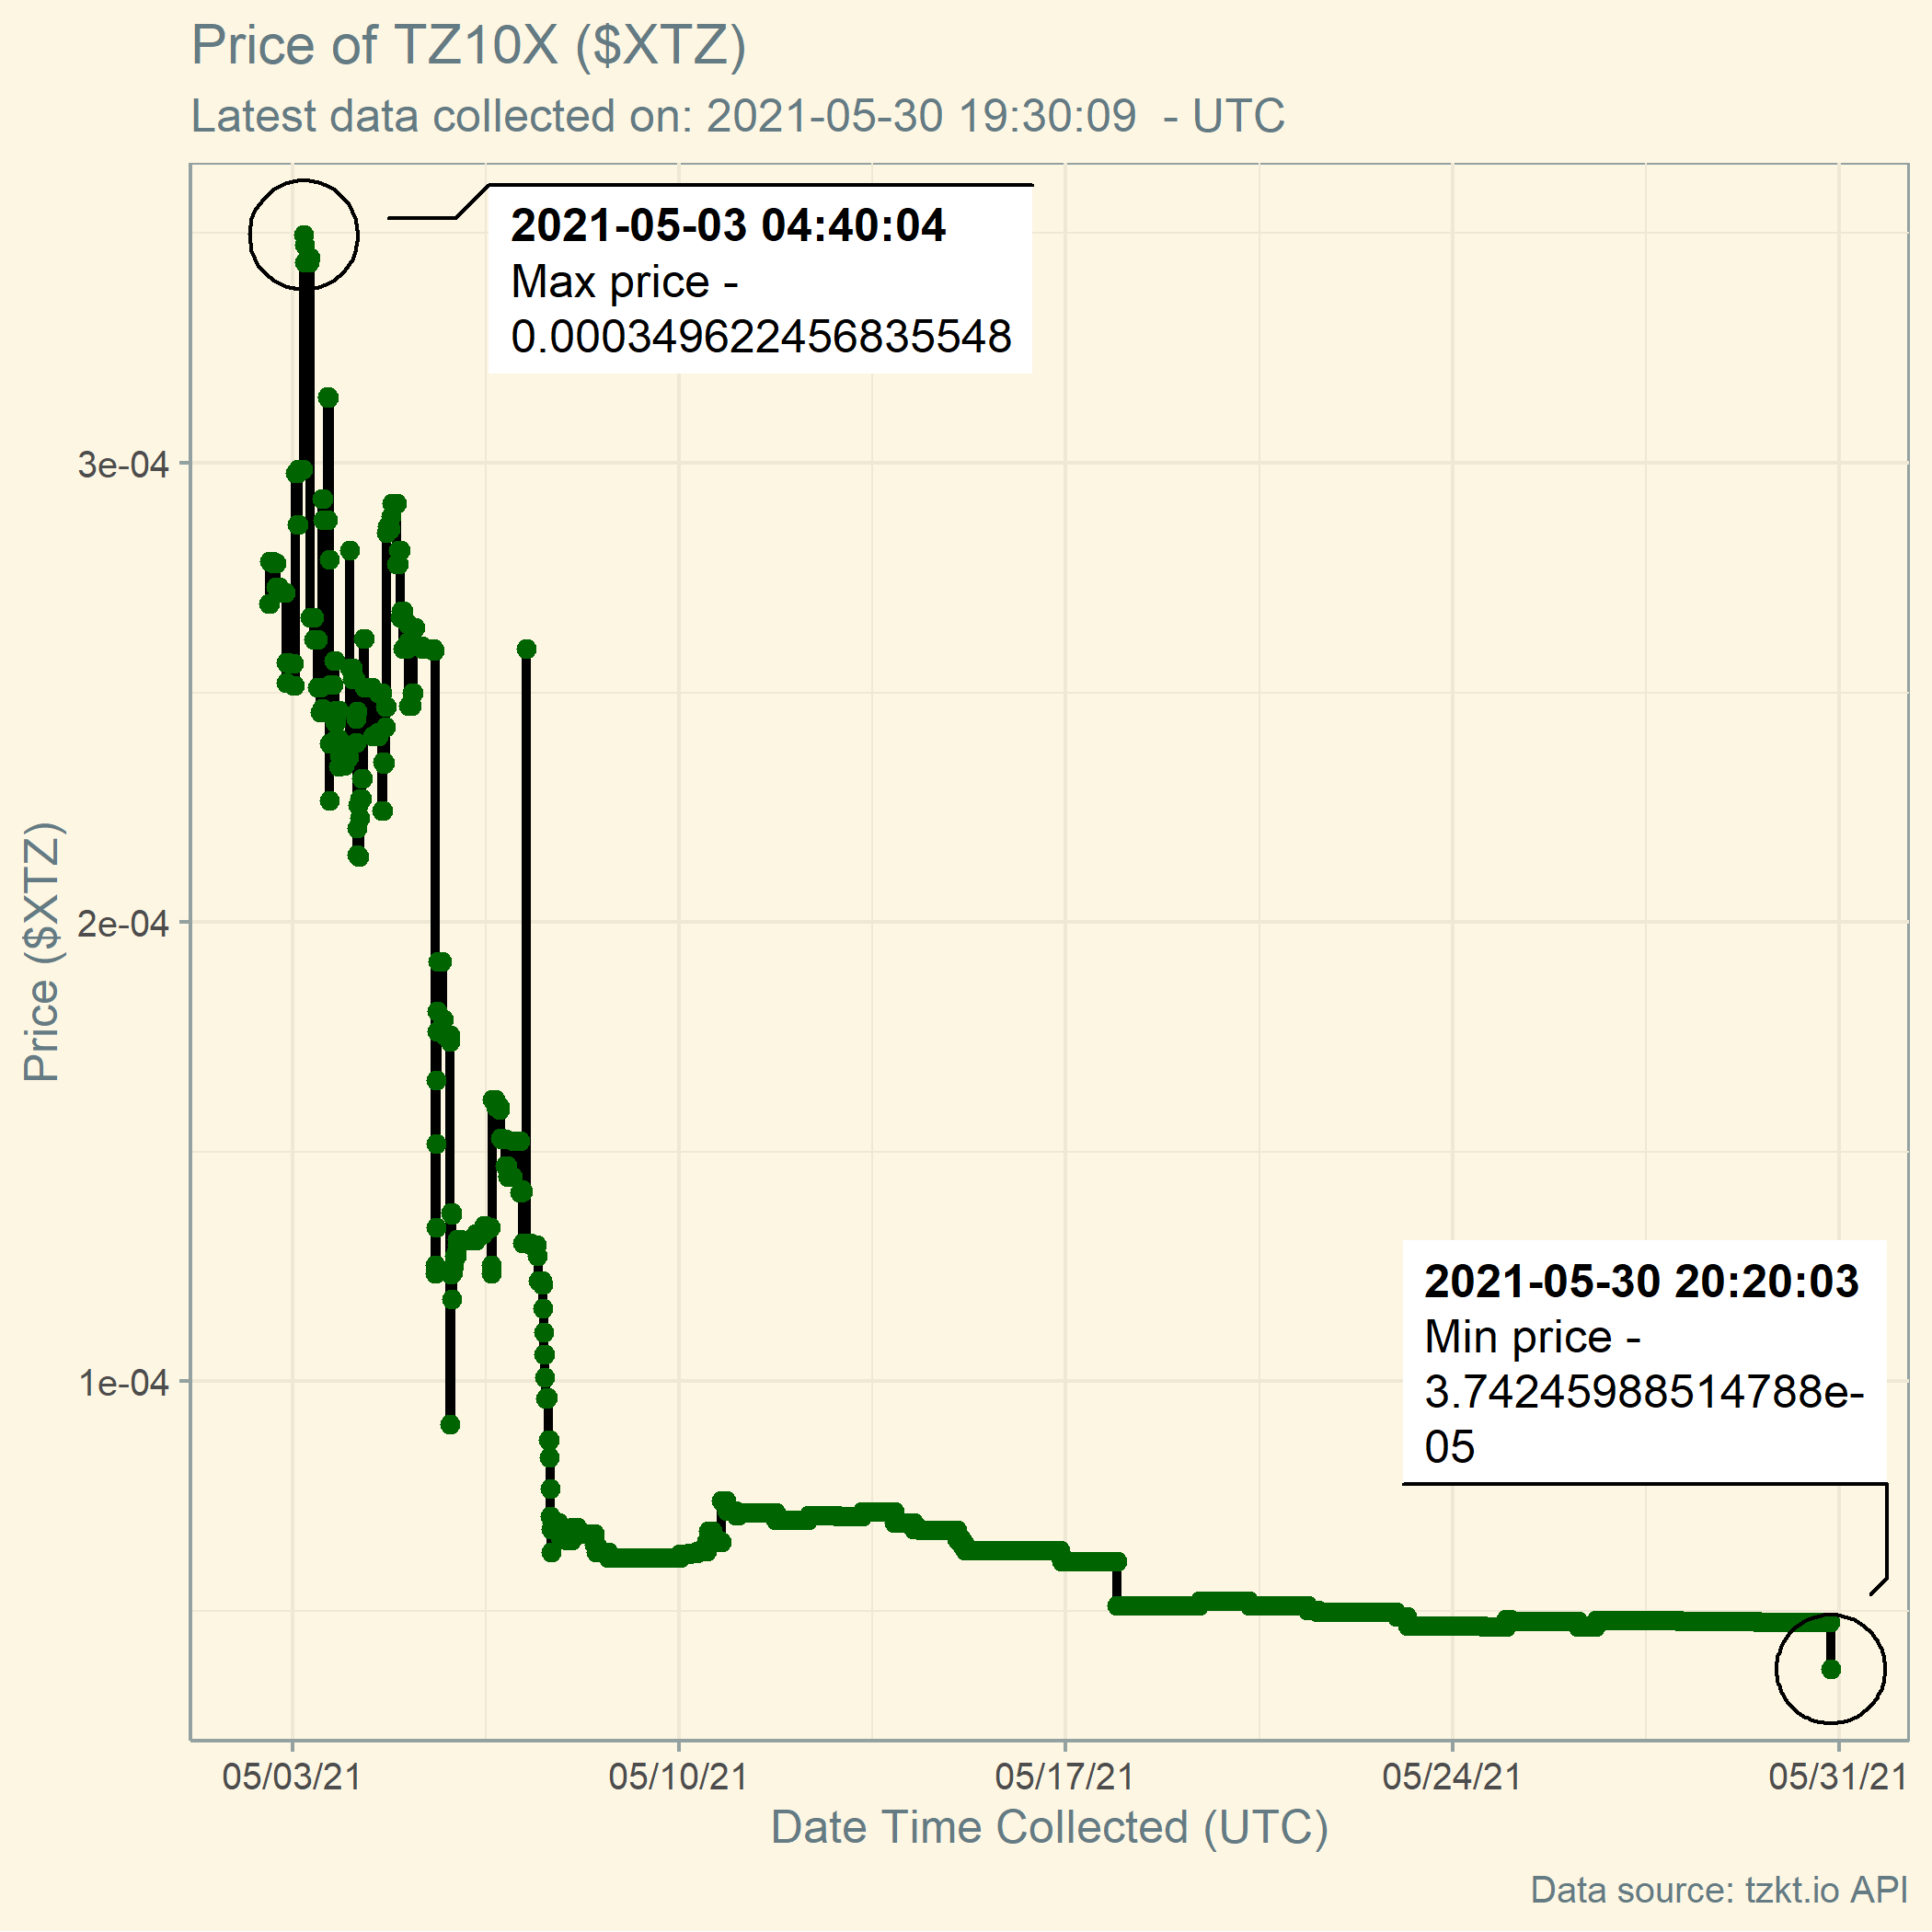 Price of TZ10X ($XTZ)
Latest data collected on: 2021-05-30 19:30:09  - UTC
2021-05-03 04:40:04
Max price -
0.000349622456835548
3e-04
2e-04
1e-04
Price ($XTZ)
2021-05-30 20:20:03
Min price -
3.74245988514788e-
05
05/03/21
05/10/21
05/17/21
05/24/21
05/31/21
Date Time Collected (UTC)
Data source: tzkt.io API